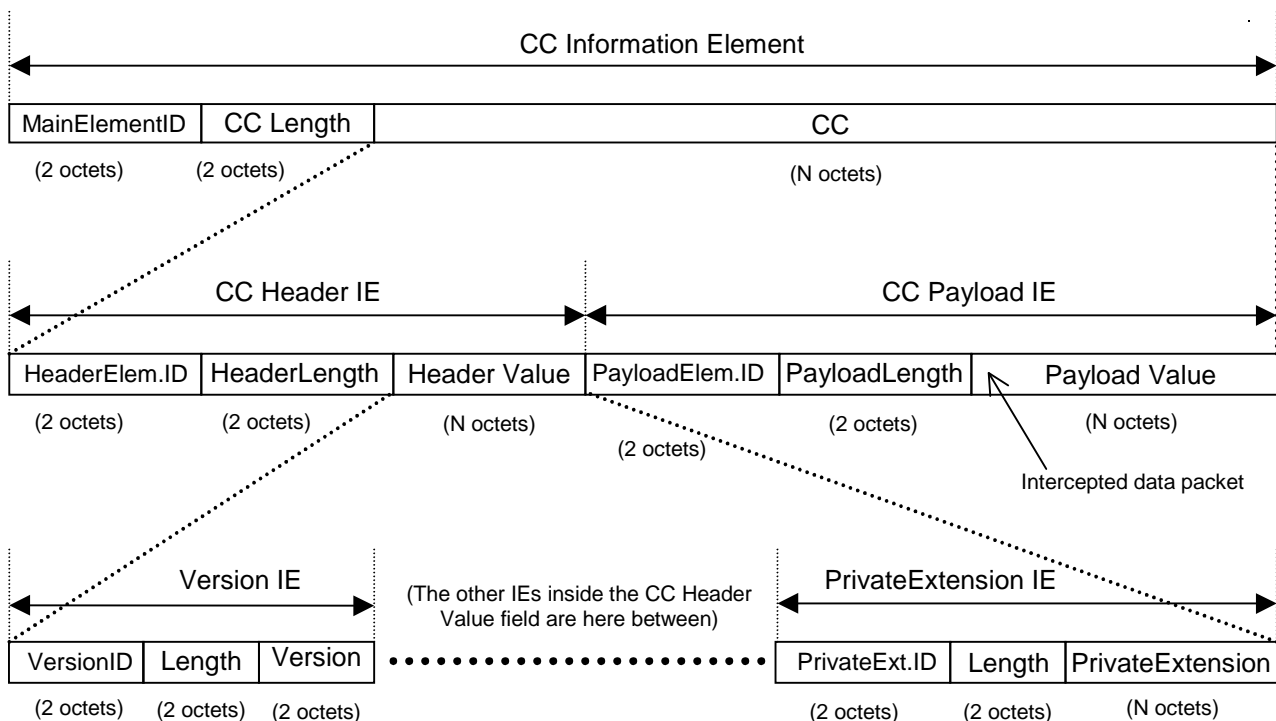 CC Information Element
MainElementID CC Length CC
(2 octets) (2 octets) (N octets)
CC Header IE CC Payload IE
HeaderElem.ID HeaderLength Header Value PayloadElem.ID PayloadLength Payload Value
(2 octets) (2 octets) (N octets) (2 octets) (2 octets) (N octets)
Intercepted data packet
Version IE (The other IEs inside the CC Header PrivateExtension IE
Value field are here between)
VersionID Length Version PrivateExt.ID Length PrivateExtension
(2 octets) (2 octets) (2 octets) (2 octets) (2 octets) (N octets)